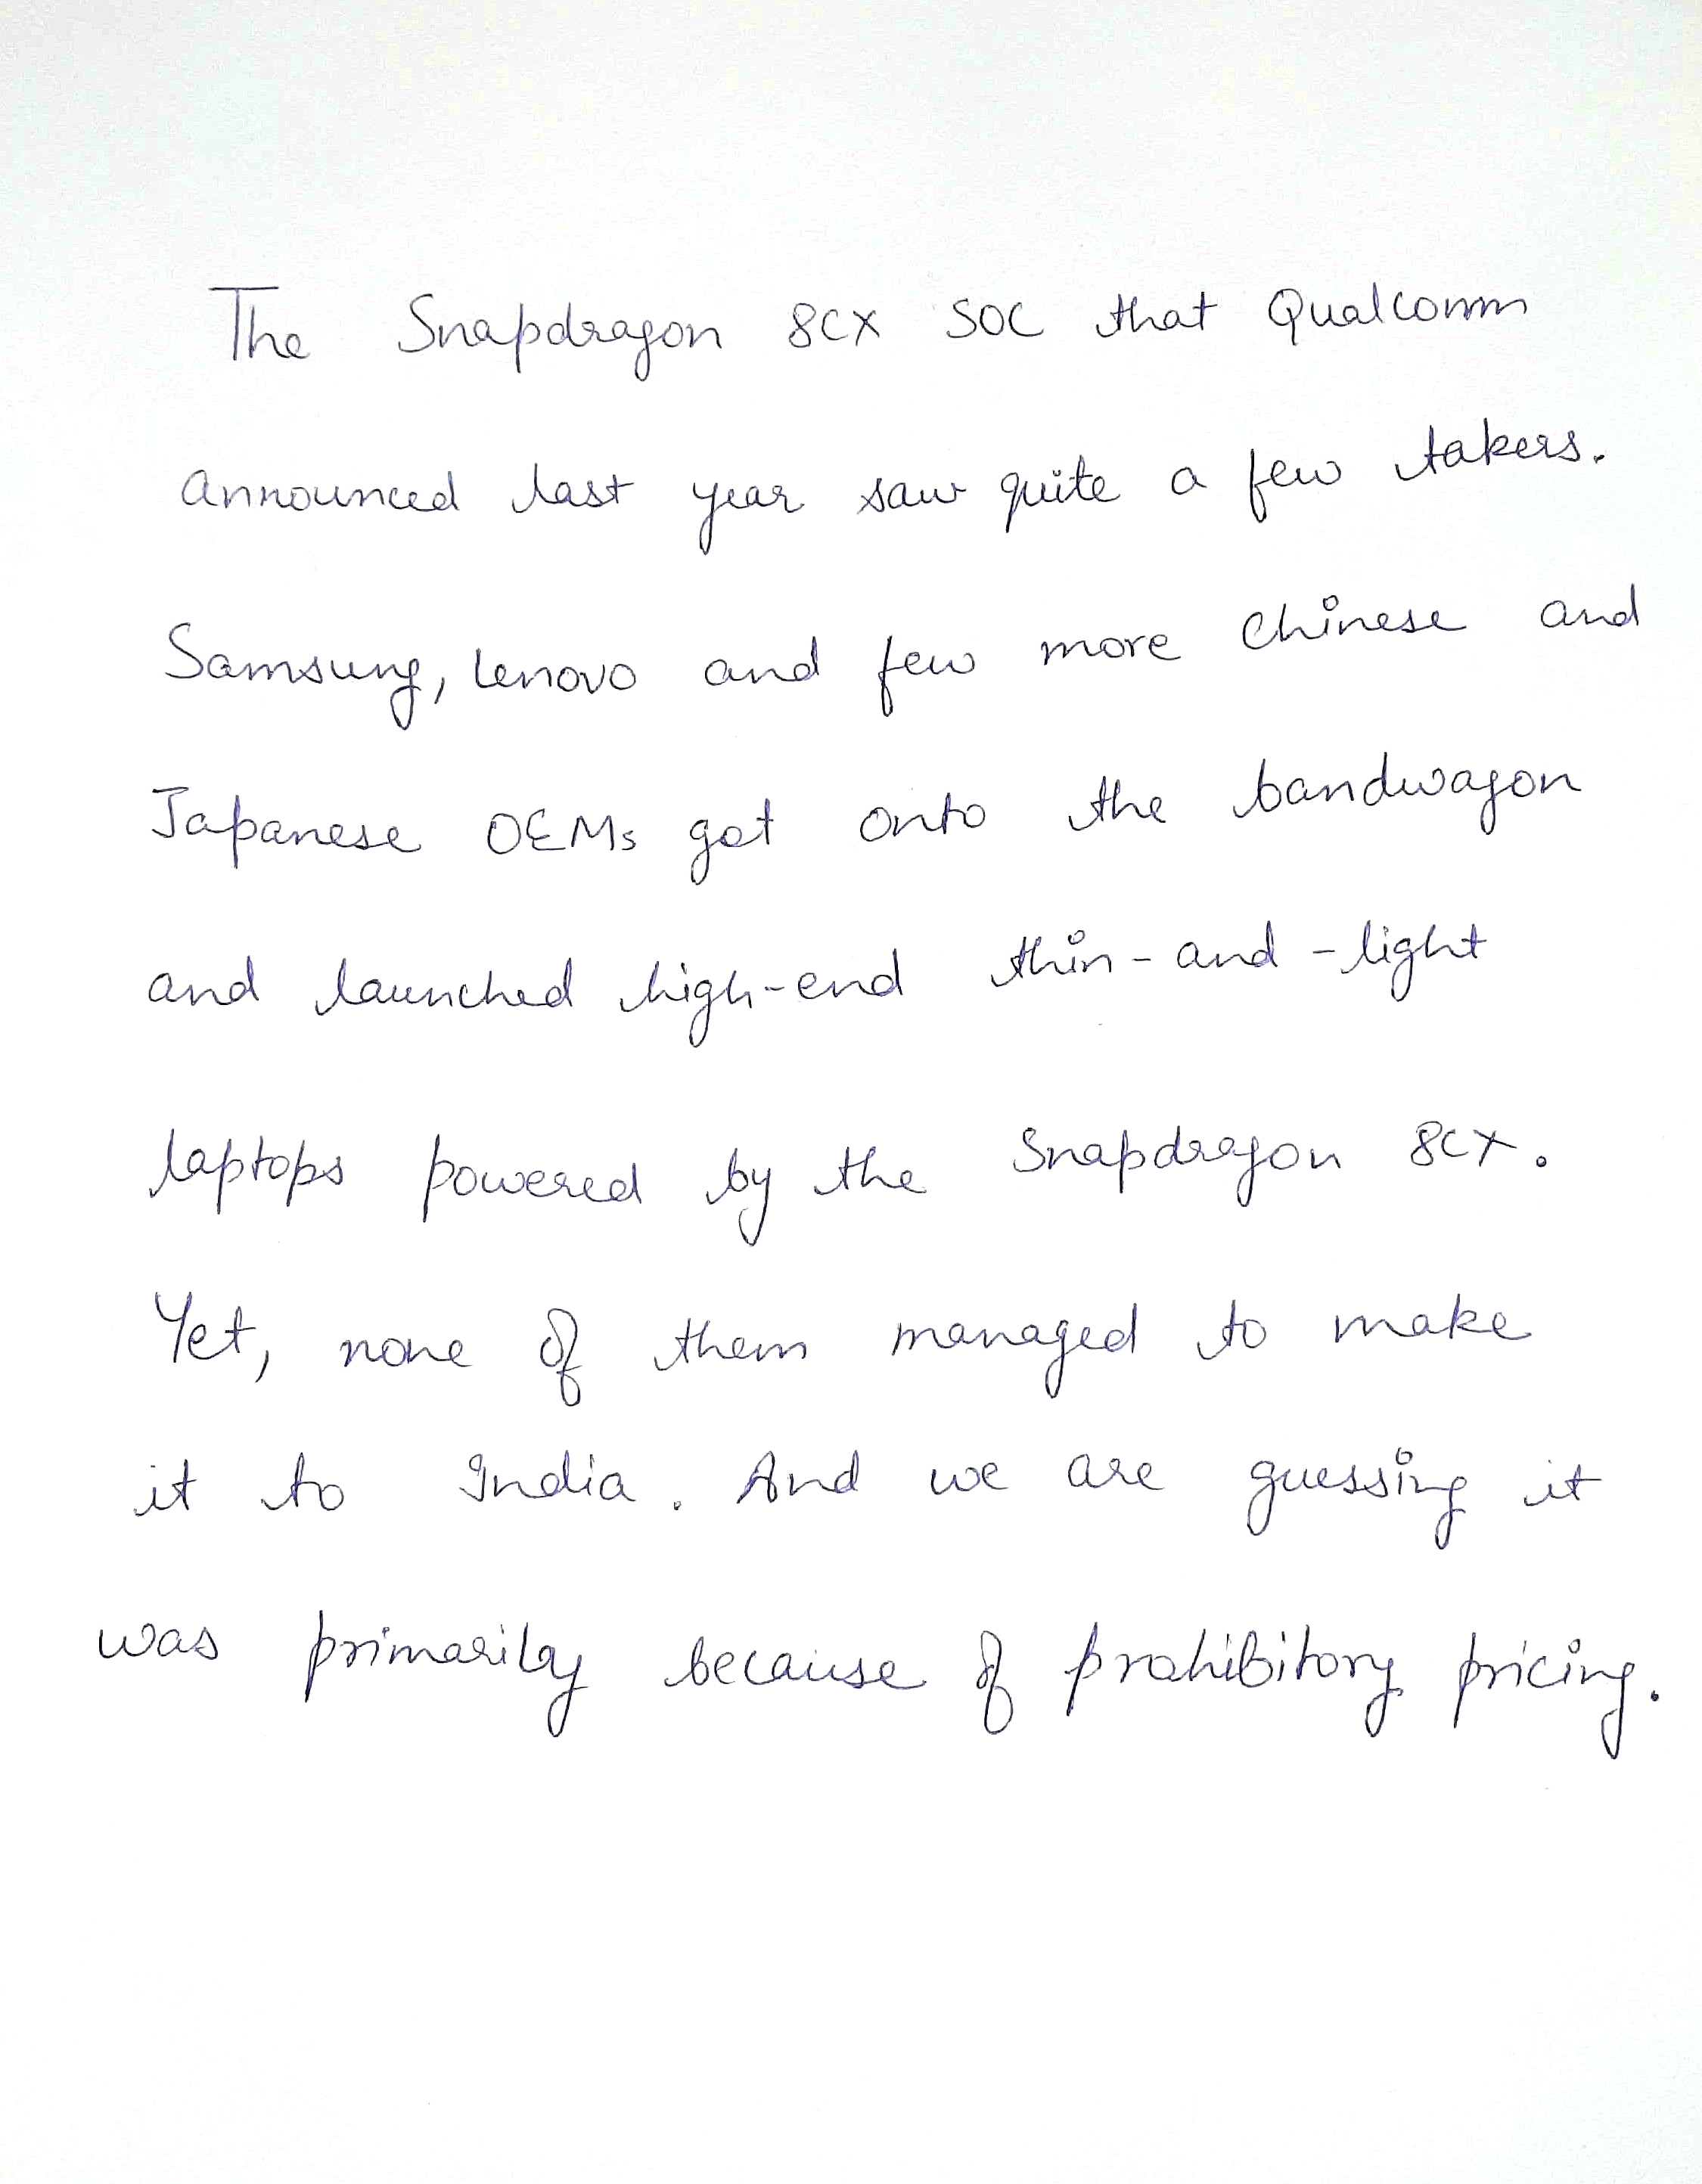 The Snapdragon 8CX SOC that Qualcomm
announced last year saw quite a few takers.
Samsung, Lenovo and few more Chinese and
Japanese OEMs got onto the bandwagon
and launched high-end thin-and-light
laptops powered by the Snapdragon 8CX.
Yet, none of them managed to make
it to India. And we are guessing it
was primarily because of prohibitory pricing.